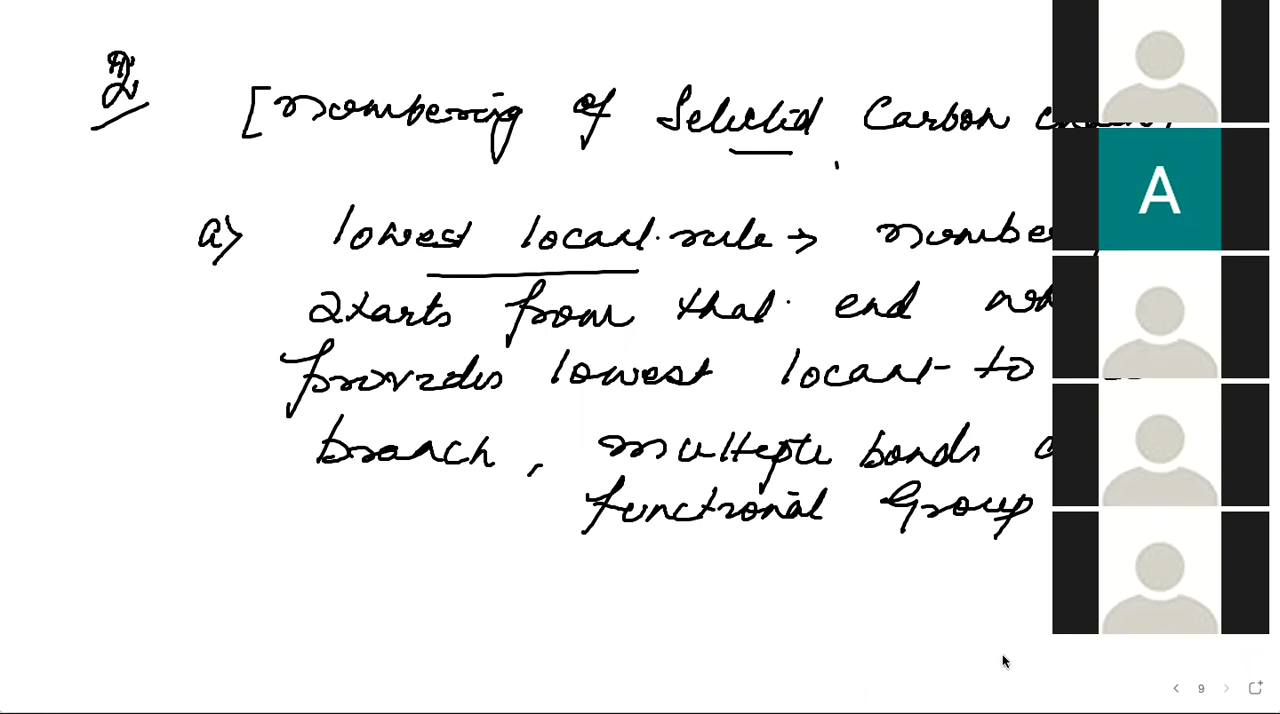 [Numbering of Selected Carbon
A
a) lowest locant rule → number
starts from that end
provides lowest locant to
branch, multiple bonds
functional Group
9